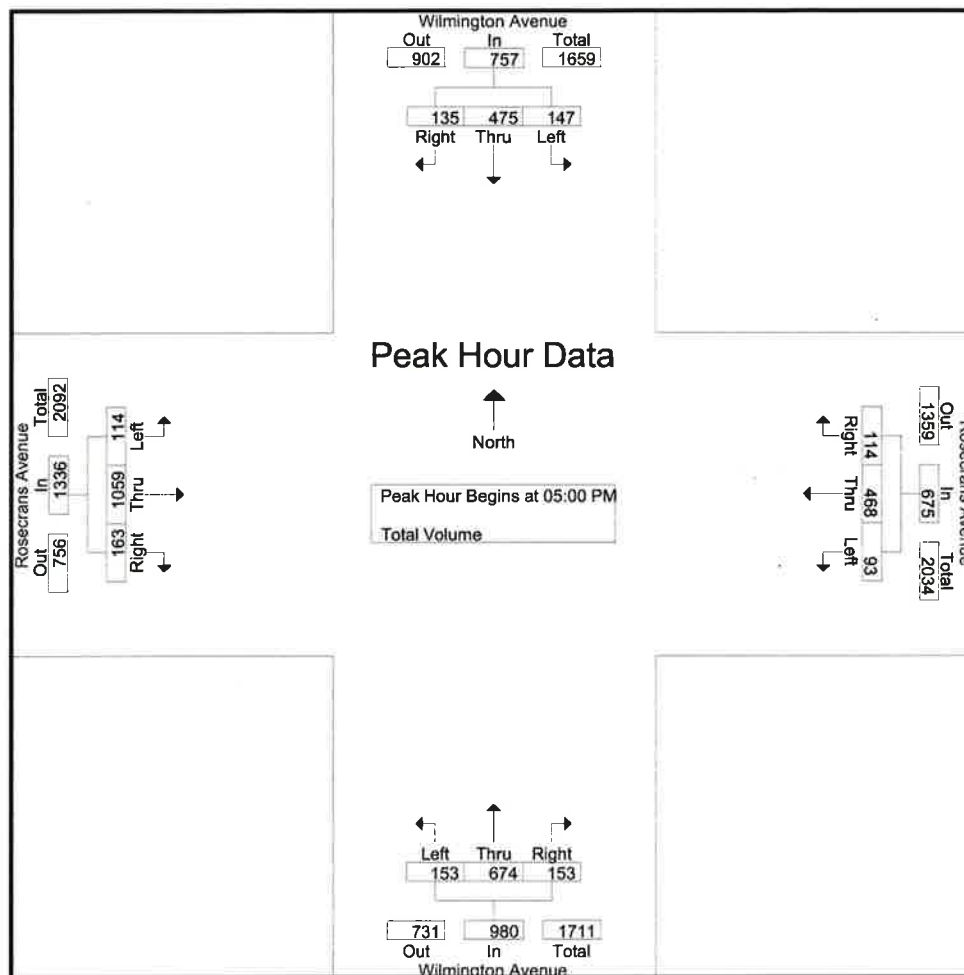 Wilmington Avenue
Out In Total
902 757 1659
135 475 147
Right Thru Left
Peak Hour Data
North
Peak Hour Begins at 05:00 PM
Total Volume
Rosecrans Avenue
Total In Out
2092 1336 756
114 1059 163
Left Thru Right
Rosecrans Avenue
Out In Total
1359 675 2034
114 468 93
Right Thru Left
Left Thru Right
153 674 153
731 980 1711
Out In Total
Wilmington Avenue